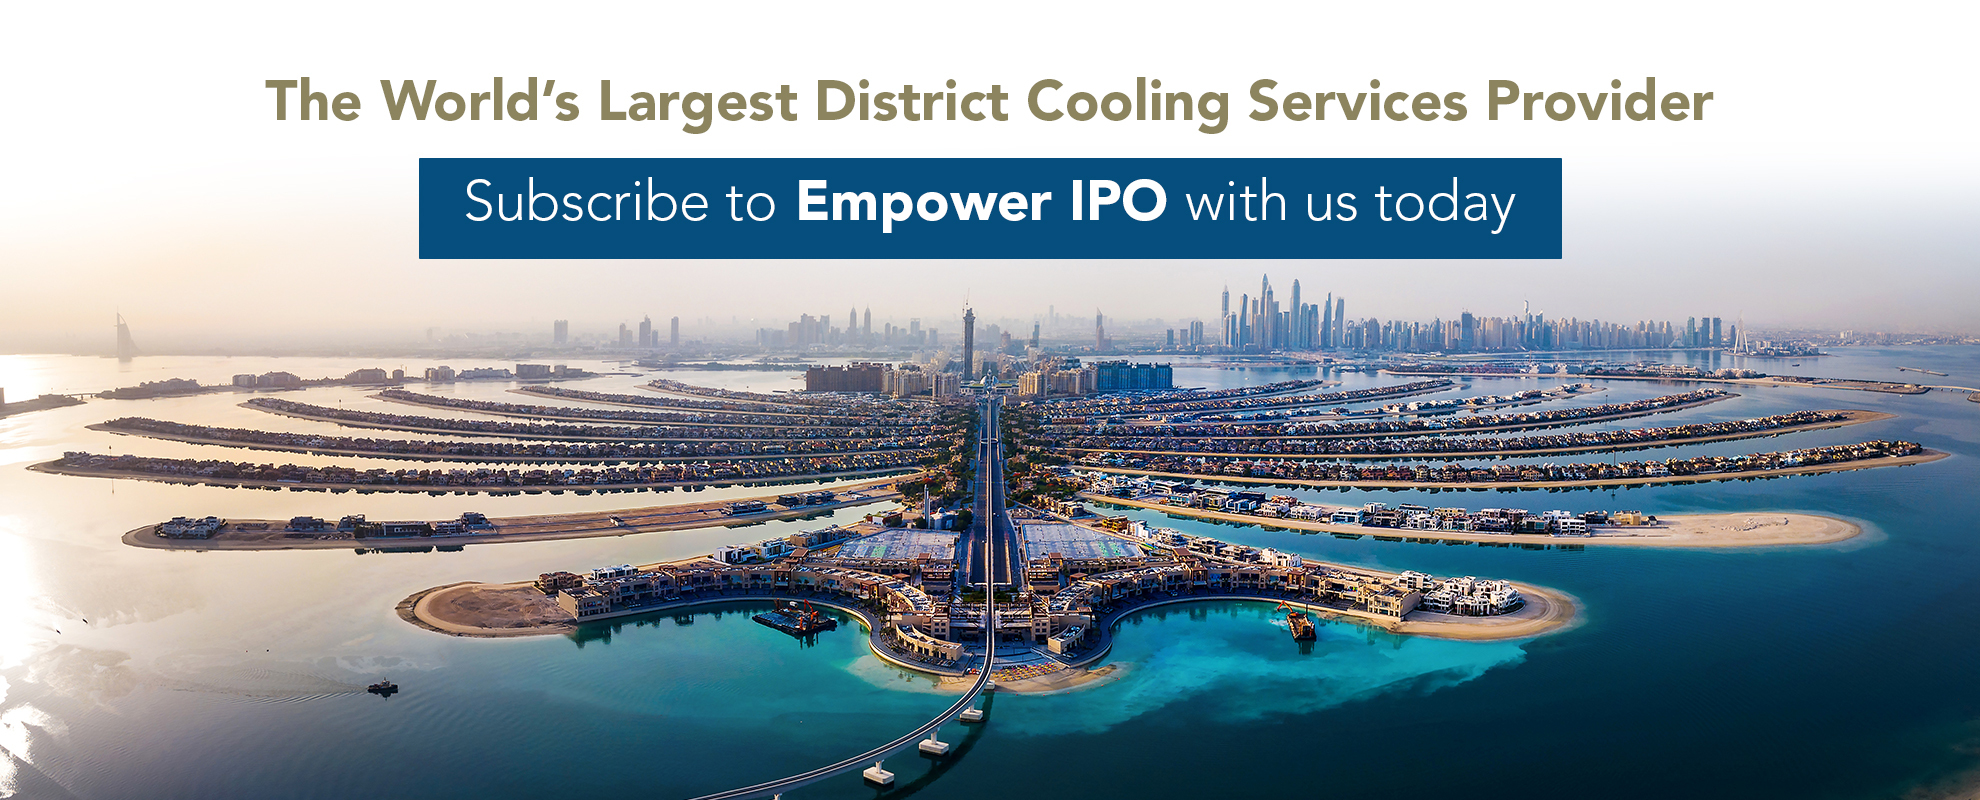 The World’s Largest District Cooling Services Provider
Subscribe to Empower IPO with us today